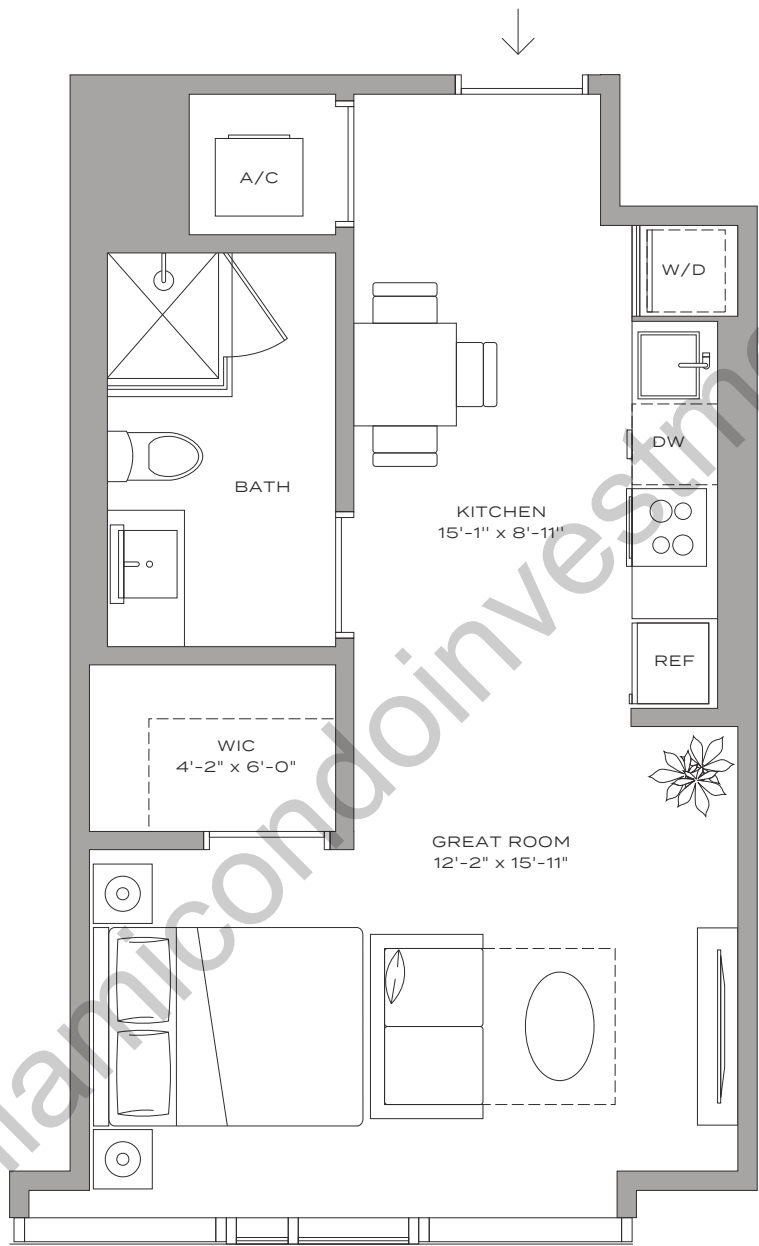 A/C
W/D
DW
BATH
KITCHEN
15'-1'' x 8'-11''
REF
WIC
4'-2" x 6'-0"
GREAT ROOM
12'-2" x 15'-11"
amicondoinvestm